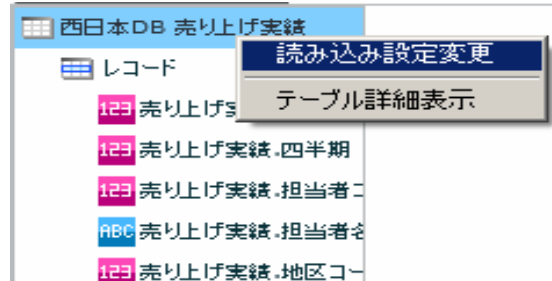 西日本DB 売り上げ実績
読み込み設定変更
レコード
テーブル詳細表示
123 売り上げ実
123 売り上げ実績.四半期
123 売り上げ実績.担当者コ
ABC 売り上げ実績.担当者名
123 売り上げ実績.地区コー